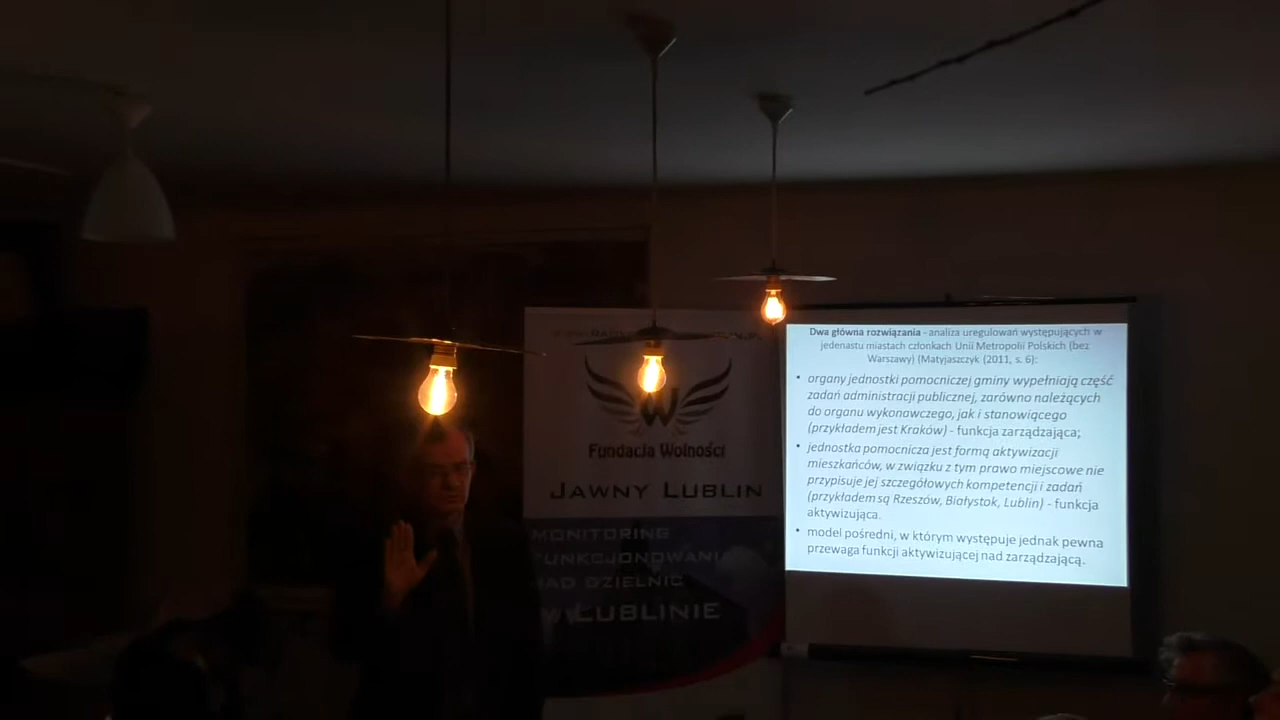 Fundacja Wolności
JAWNY LUBLIN
MONITORING
FUNKCJONOWANIA
RAD DZIELNIC
W LUBLINIE
Dwa główna rozwiązania - analiza uregulowań występujących w
jedenastu miastach członkach Unii Metropolii Polskich (bez
Warszawy) (Matyjaszczyk (2011, s. 6):
• organy jednostki pomocniczej gminy wypełniają część
zadań administracji publicznej, zarówno należących
do organu wykonawczego, jak i stanowiącego
(przykładem jest Kraków) - funkcja zarządzająca;
• jednostka pomocnicza jest formą aktywizacji
mieszkańców, w związku z tym prawo miejscowe nie
przypisuje jej szczegółowych kompetencji i zadań
(przykładem są Rzeszów, Białystok, Lublin) - funkcja
aktywizująca.
• model pośredni, w którym występuje jednak pewna
przewaga funkcji aktywizującej nad zarządzającą.